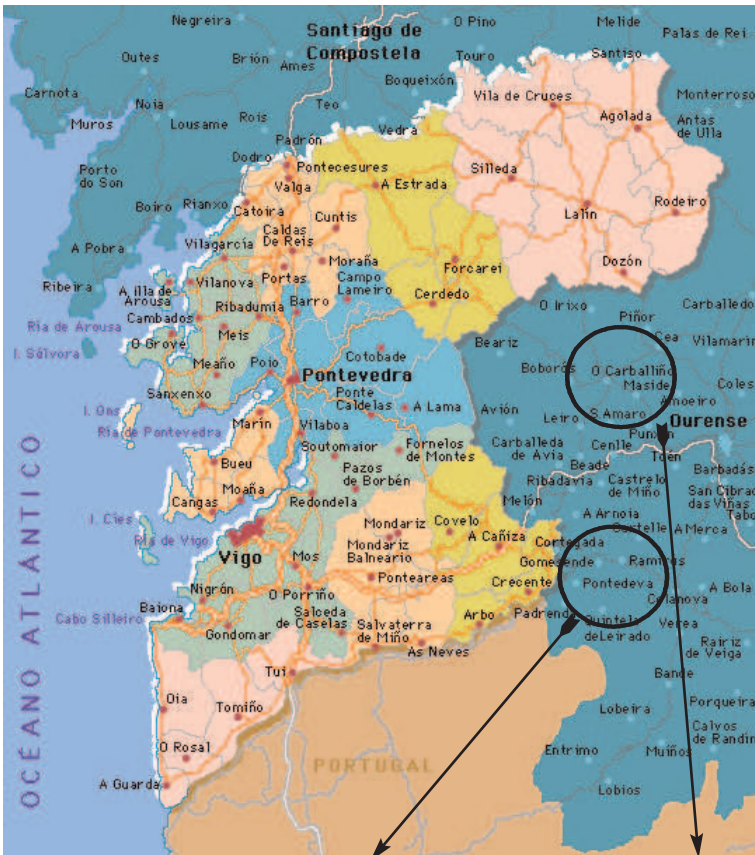 Negreira
O Pino
Melide
Palas de Rei
Santiago de
Compostela
Outes
Brión
Ames
Touro
Santiso
Carnota
Noia
Boqueixón
Vila de Cruces
Monterroso
Muros
Lousame
Rois
Teo
Agolada
Antas
de Ulla
Padrón
Vedra
Dodro
Porto
do Son
Pontecesures
Silleda
Valga
A Estrada
Boiro
Rianxo
Catoira
Cuntis
Lalín
Rodeiro
Caldas
De Reis
A Pobra
Vilagarcía
Moraña
Forcarei
Dozón
Ribeira
A illa de
Arousa
Vilanova
Portas
Campo
Lameiro
Cerdedo
O Irixo
Carballedo
Ría de Arousa
Cambados
Ribadumia
Barro
Piñor
I. Sálvora
O Grove
Meis
Beariz
Cea
Vilamarín
Meaño
Poio
Cotobade
Boborás
O Carballiño
Maside
Coles
Pontevedra
Sanxenxo
Ponte
Caldelas
A Lama
Avión
Amoeiro
I. Ons
Leiro
S Amaro
Ourense
Ría de Pontevedra
Marín
Vilaboa
Punxín
Soutomaior
Fornelos
de Montes
Carballeda
de Avia
Cenlle
Toén
Bueu
Pazos
de Borbén
Beade
Barbadás
Ribadavia
Castrelo
de Miño
San Cibrao
das Viñas
Cangas
Moaña
Redondela
Melón
Tabo
I. Cíes
Mondariz
Covelo
A Arnoia
Ría de Vigo
A Cañiza
Cortegada
Cartelle
A Merca
Vigo
Mos
Mondariz
Balneario
Gomesende
Ramirás
Nigrán
Ponteareas
Crecente
Pontedeva
A Bola
O Porriño
Celanova
Cabo Silleiro
Baiona
Salceda
de Caselas
Arbo
Padrenda
Quintela
de Leirado
Verea
Gondomar
Salvaterra
de Miño
As Neves
Rairiz
de Veiga
Tui
Bande
Oia
Tomiño
Lobeira
Porqueira
Calvos
de Randín
O Rosal
PORTUGAL
Entrimo
Muíños
A Guarda
Lobios
OCÉANO ATLÁNTICO